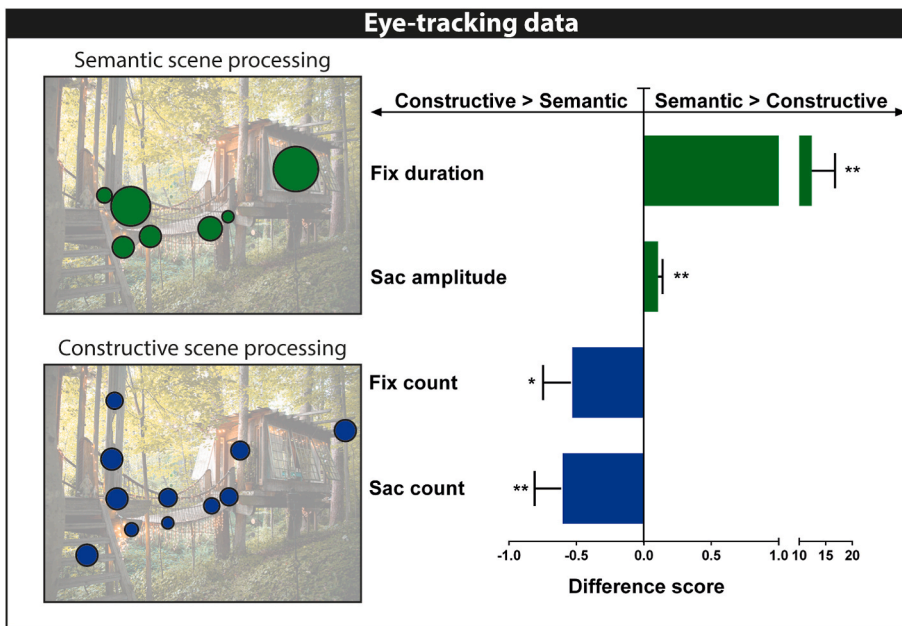 Eye-tracking data
Semantic scene processing
Constructive scene processing
Constructive > Semantic
Semantic > Constructive
Fix duration
**
Sac amplitude
**
Fix count
*
Sac count
**
-1.0 -0.5 0.0 0.5 1.0 10 15 20
Difference score